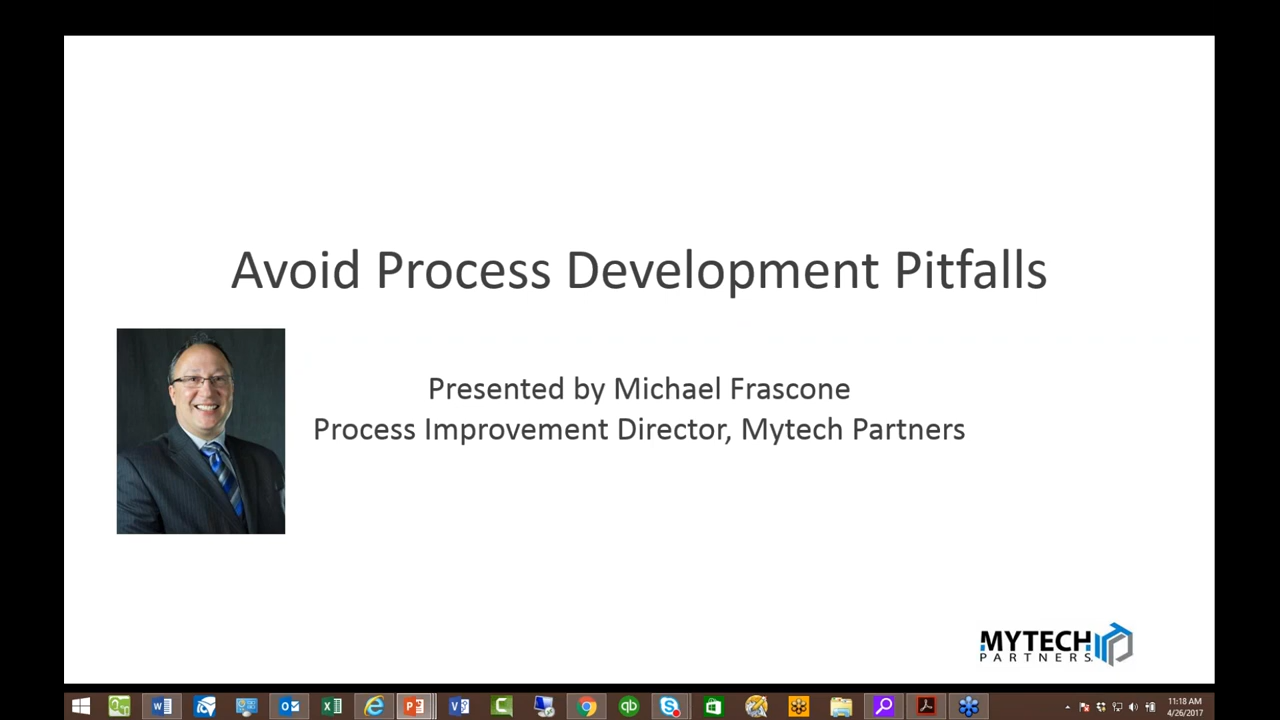 Avoid Process Development Pitfalls
Presented by Michael Frascone
Process Improvement Director, Mytech Partners
MYTECH
PARTNERS
11:18 AM
4/26/2017